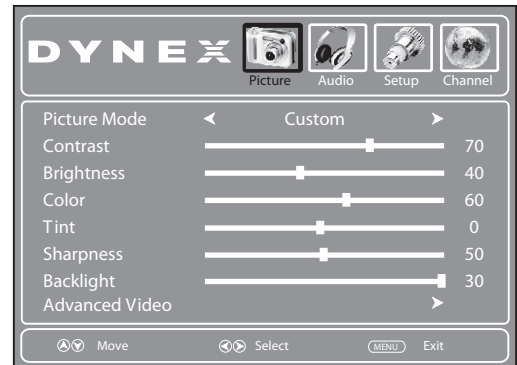 DYNEX
Picture Audio Setup Channel
Picture Mode Custom
Contrast 70
Brightness 40
Color 60
Tint 0
Sharpness 50
Backlight 30
Advanced Video
Move Select MENU Exit